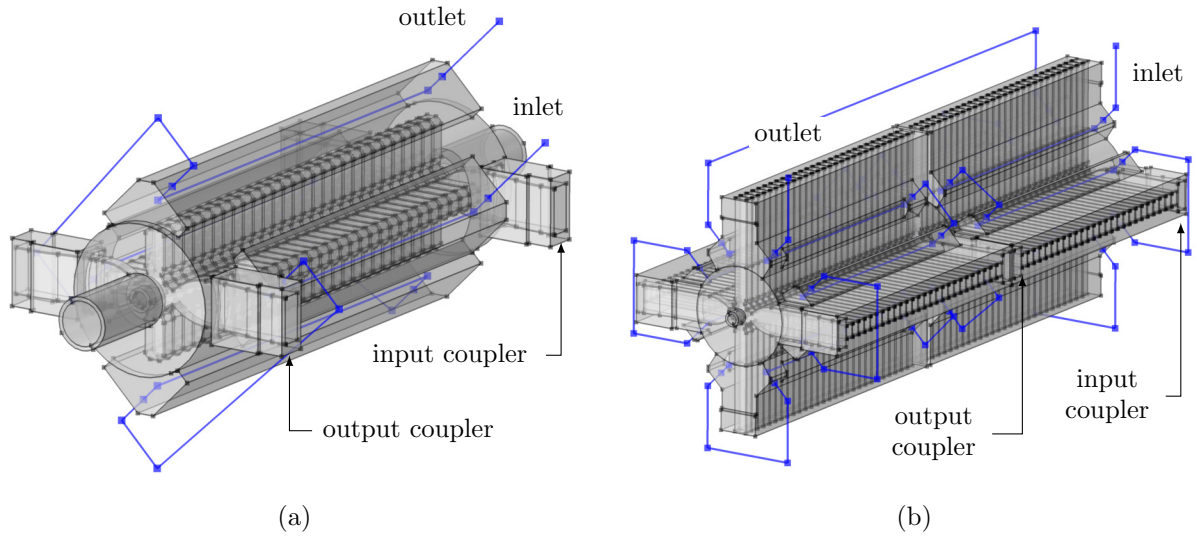 outlet
inlet
input coupler
output coupler
(a)
inlet
outlet
input
coupler
output
coupler
(b)